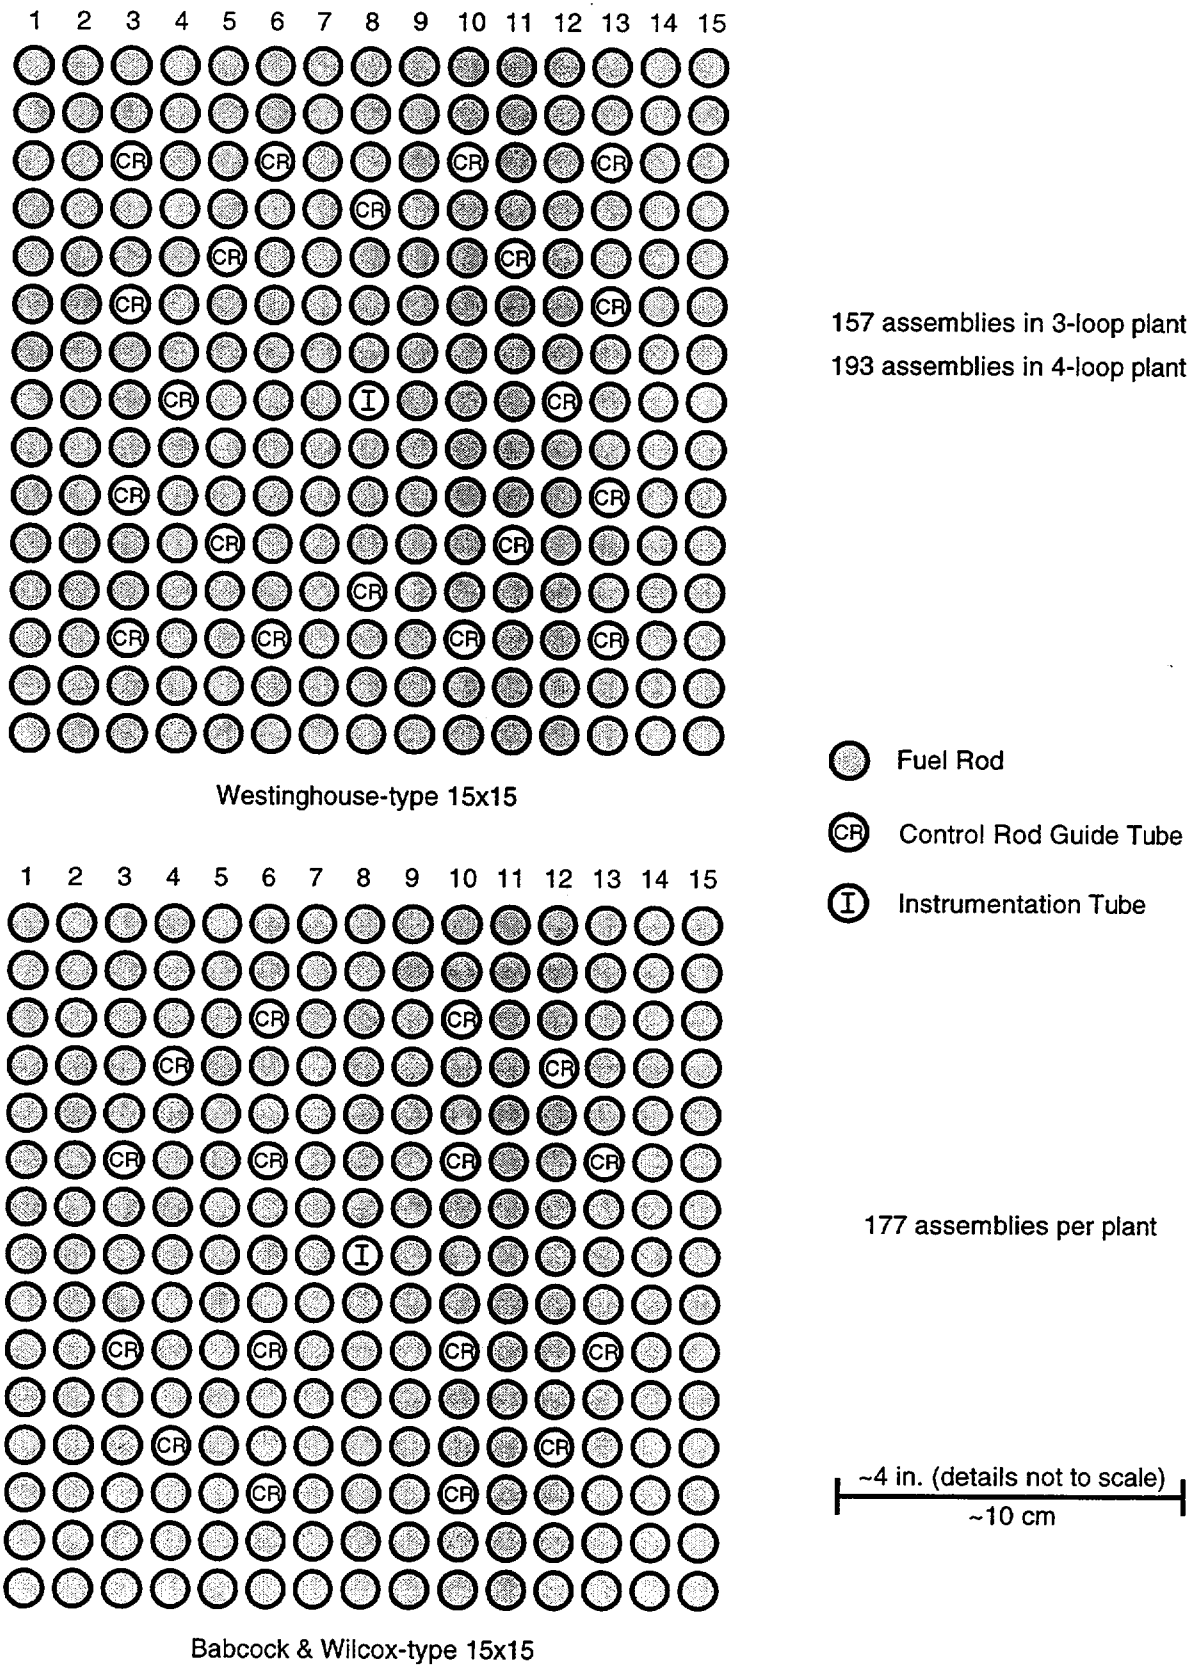 1 2 3 4 5 6 7 8 9 10 11 12 13 14 15
CR CR CR CR
CR
CR CR
CR CR
157 assemblies in 3-loop plant
193 assemblies in 4-loop plant
CR I CR
CR CR
CR CR
CR
CR CR CR CR
Fuel Rod
Westinghouse-type 15x15
CR Control Rod Guide Tube
1 2 3 4 5 6 7 8 9 10 11 12 13 14 15
I Instrumentation Tube
CR CR
CR CR
CR CR CR CR
177 assemblies per plant
I
CR CR CR CR
CR CR
~4 in. (details not to scale)
CR CR
~10 cm
Babcock & Wilcox-type 15x15